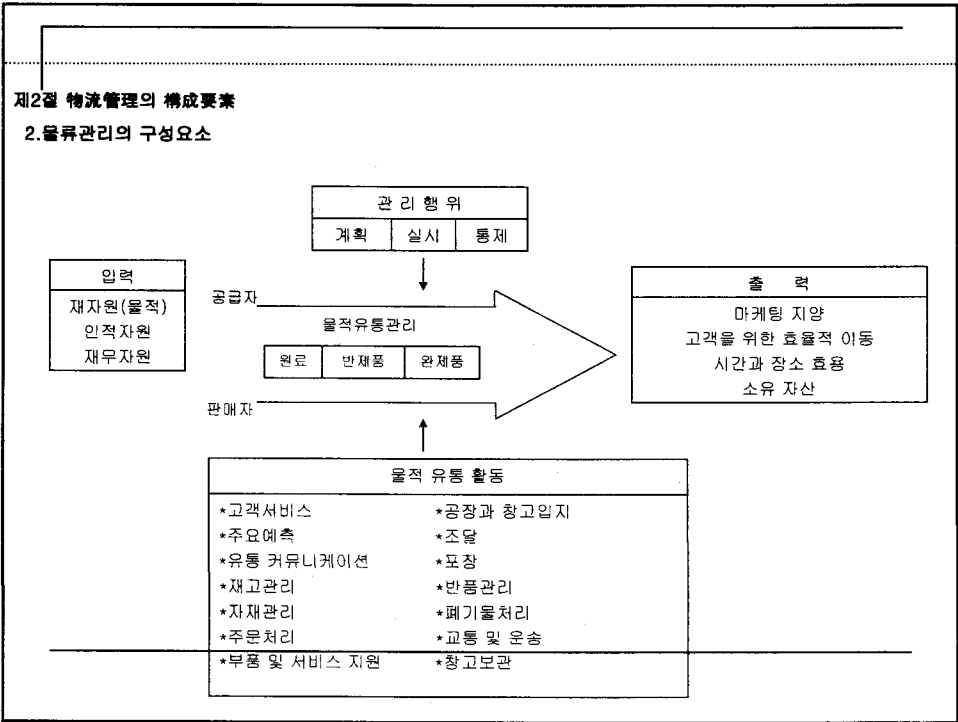 제2절 物流管理의 構成要素
2.물류관리의 구성요소
관 리 행 위
계획 실시 통제
입력
재자원(물적)
인적자원
재무자원
공급자
물적유통관리
원료 반제품 완제품
판매자
출 력
마케팅 지양
고객을 위한 효율적 이동
시간과 장소 효용
소유 자산
물적 유통 활동
*고객서비스 *공장과 창고입지
*주요예측 *조달
*유통 커뮤니케이션 *포장
*재고관리 *반품관리
*자재관리 *폐기물처리
*주문처리 *교통 및 운송
*부품 및 서비스 지원 *창고보관